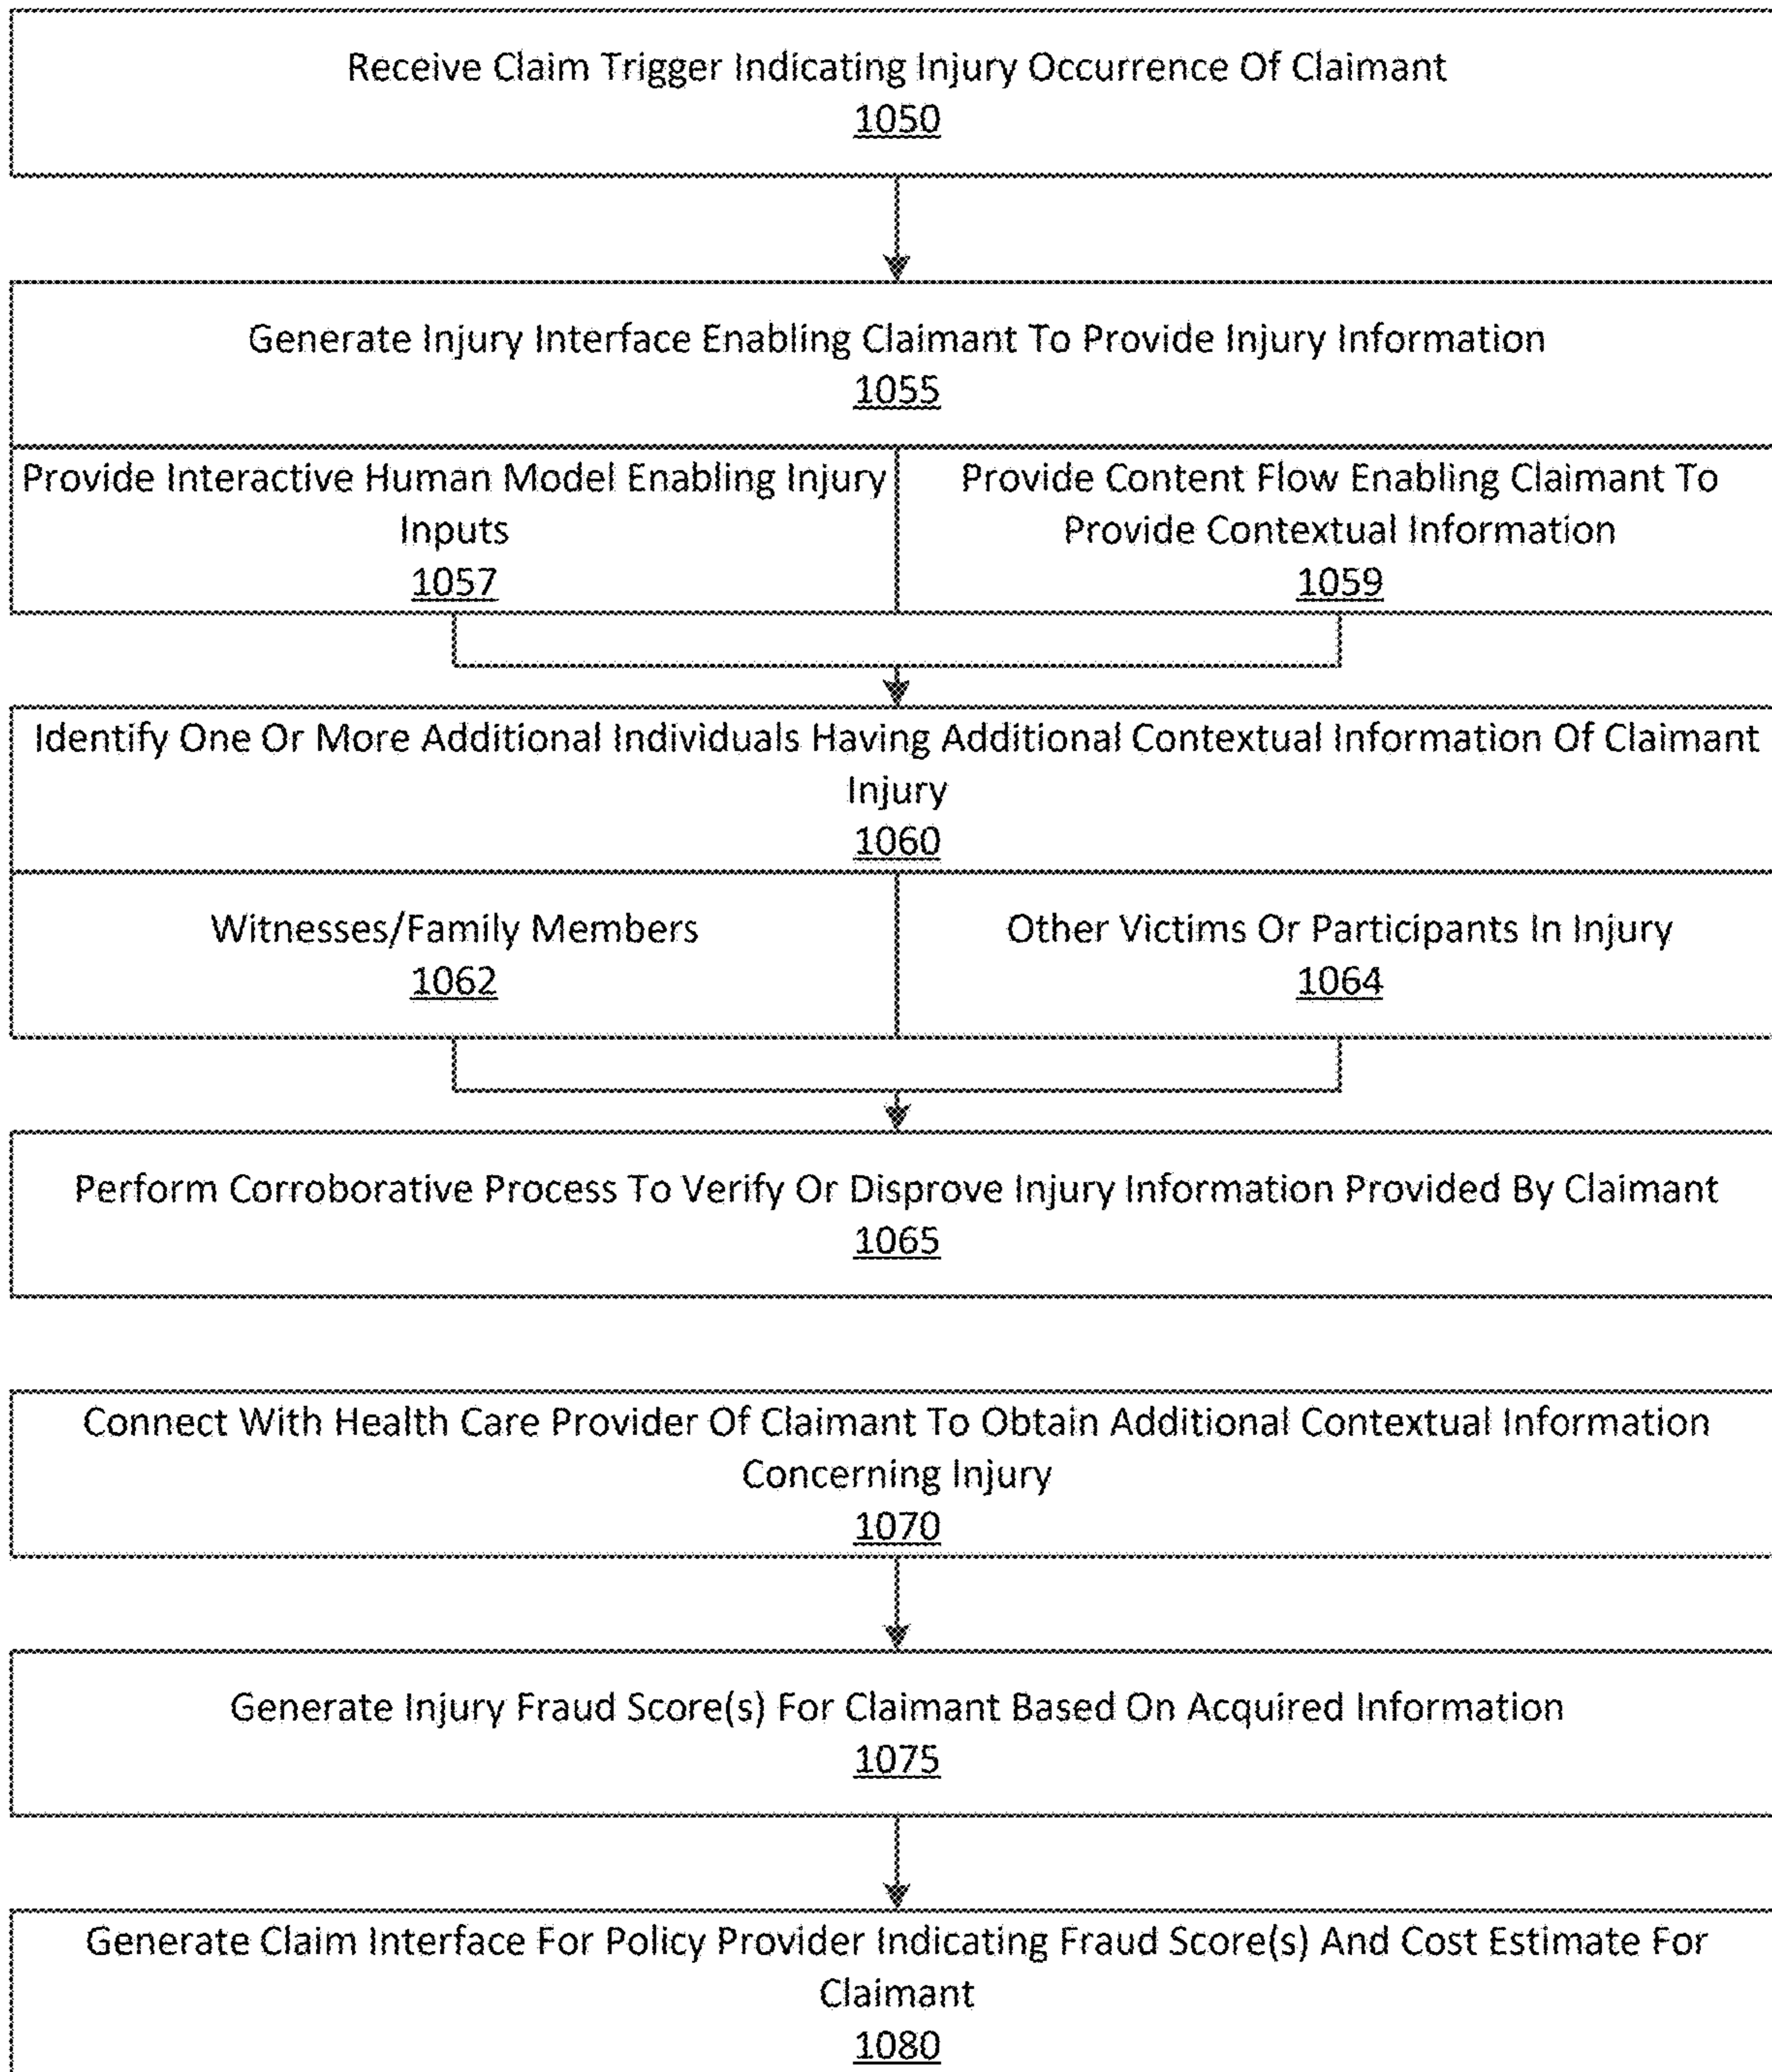 Receive Claim Trigger Indicating Injury Occurrence Of Claimant
1050
Generate Injury Interface Enabling Claimant To Provide Injury Information
1055
Provide Interactive Human Model Enabling Injury
Inputs
1057
Provide Content Flow Enabling Claimant To
Provide Contextual Information
1059
Identify One Or More Additional Individuals Having Additional Contextual Information Of Claimant
Injury
1060
Witnesses/Family Members
1062
Other Victims Or Participants In Injury
1064
Perform Corroborative Process To Verify Or Disprove Injury Information Provided By Claimant
1065
Connect With Health Care Provider Of Claimant To Obtain Additional Contextual Information
Concerning Injury
1070
Generate Injury Fraud Score(s) For Claimant Based On Acquired Information
1075
Generate Claim Interface For Policy Provider Indicating Fraud Score(s) And Cost Estimate For
Claimant
1080